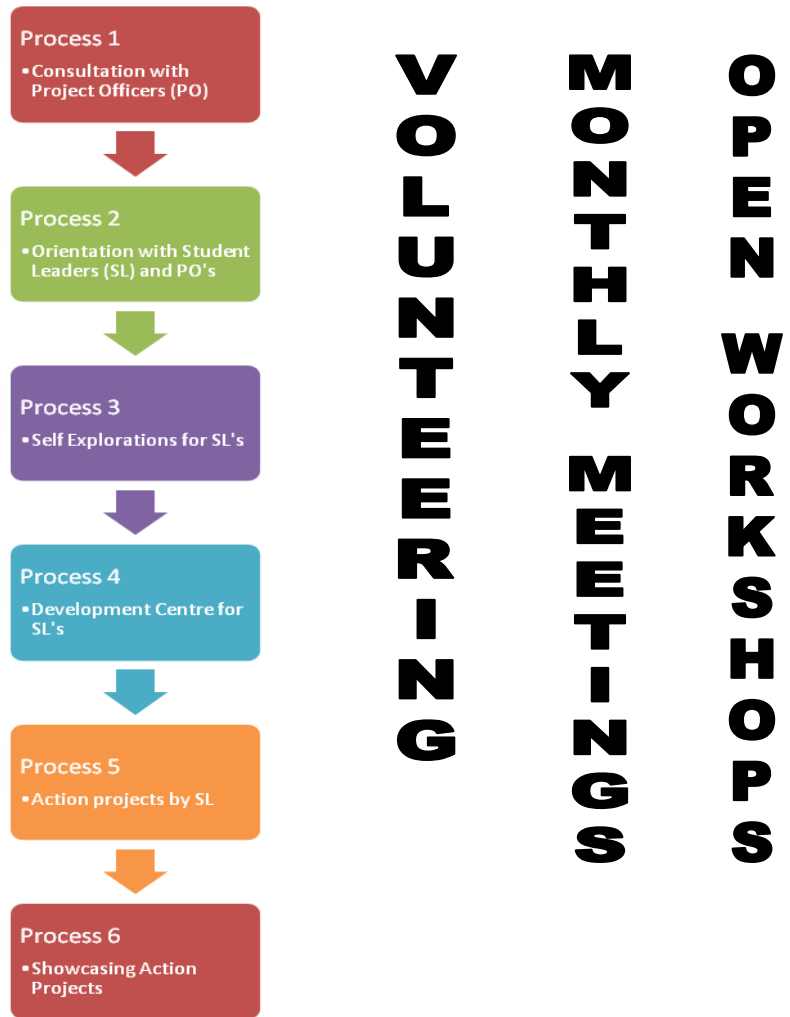 Process 1
•Consultation with
Project Officers (PO)
Process 2
•Orientation with Student
Leaders (SL) and PO's
Process 3
•Self Explorations for SL's
Process 4
•Development Centre for
SL's
Process 5
•Action projects by SL
Process 6
•Showcasing Action
Projects
VOLUNTEERING
MONTHLY MEETINGS
OPEN WORKSHOPS